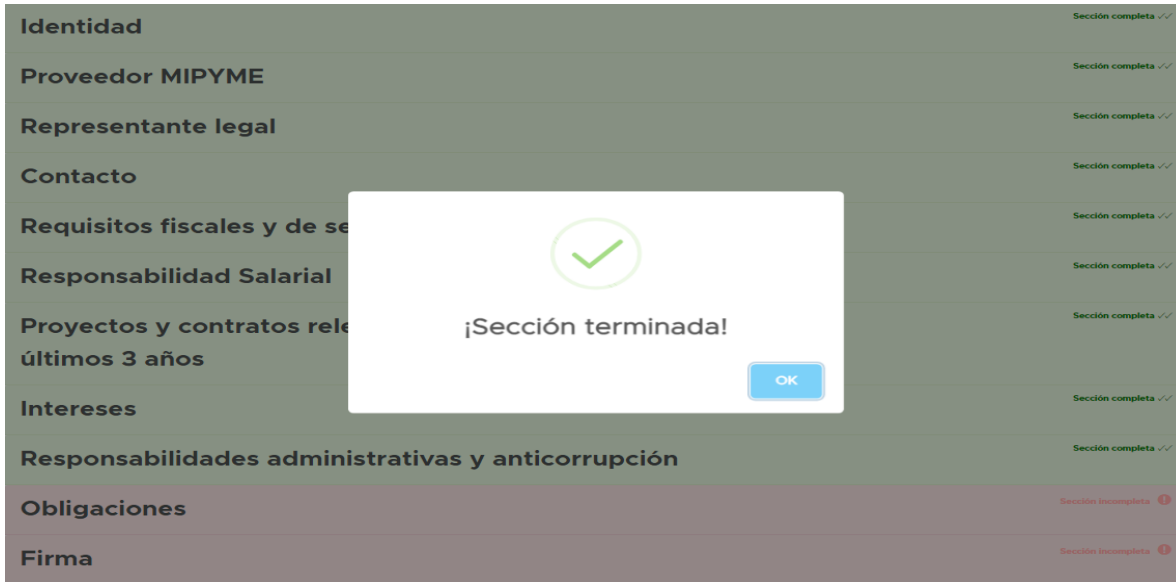 Identidad
Sección completa
Proveedor MIPYME
Sección completa
Representante legal
Sección completa
Contacto
Sección completa
Requisitos fiscales y de se
Sección completa
Responsabilidad Salarial
Sección completa
Proyectos y contratos rele
Sección completa
últimos 3 años
¡Sección terminada!
OK
Intereses
Sección completa
Responsabilidades administrativas y anticorrupción
Sección completa
Obligaciones
Sección incompleta
Firma
Sección incompleta